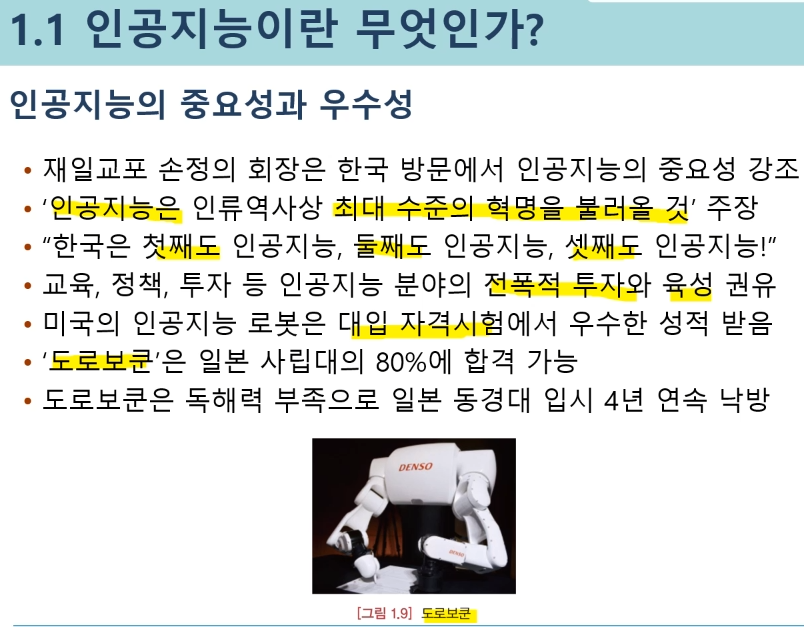 1.1 인공지능이란 무엇인가?
인공지능의 중요성과 우수성
• 재일교포 손정의 회장은 한국 방문에서 인공지능의 중요성 강조
• ‘인공지능은 인류역사상 최대 수준의 혁명을 불러올 것’ 주장
• “한국은 첫째도 인공지능, 둘째도 인공지능, 셋째도 인공지능!”
• 교육, 정책, 투자 등 인공지능 분야의 전폭적 투자와 육성 권유
• 미국의 인공지능 로봇은 대입 자격시험에서 우수한 성적 받음
• ‘도로보쿤’은 일본 사립대의 80%에 합격 가능
• 도로보쿤은 독해력 부족으로 일본 동경대 입시 4년 연속 낙방
DENSO
DENSO
[그림 1.9] 도로보쿤